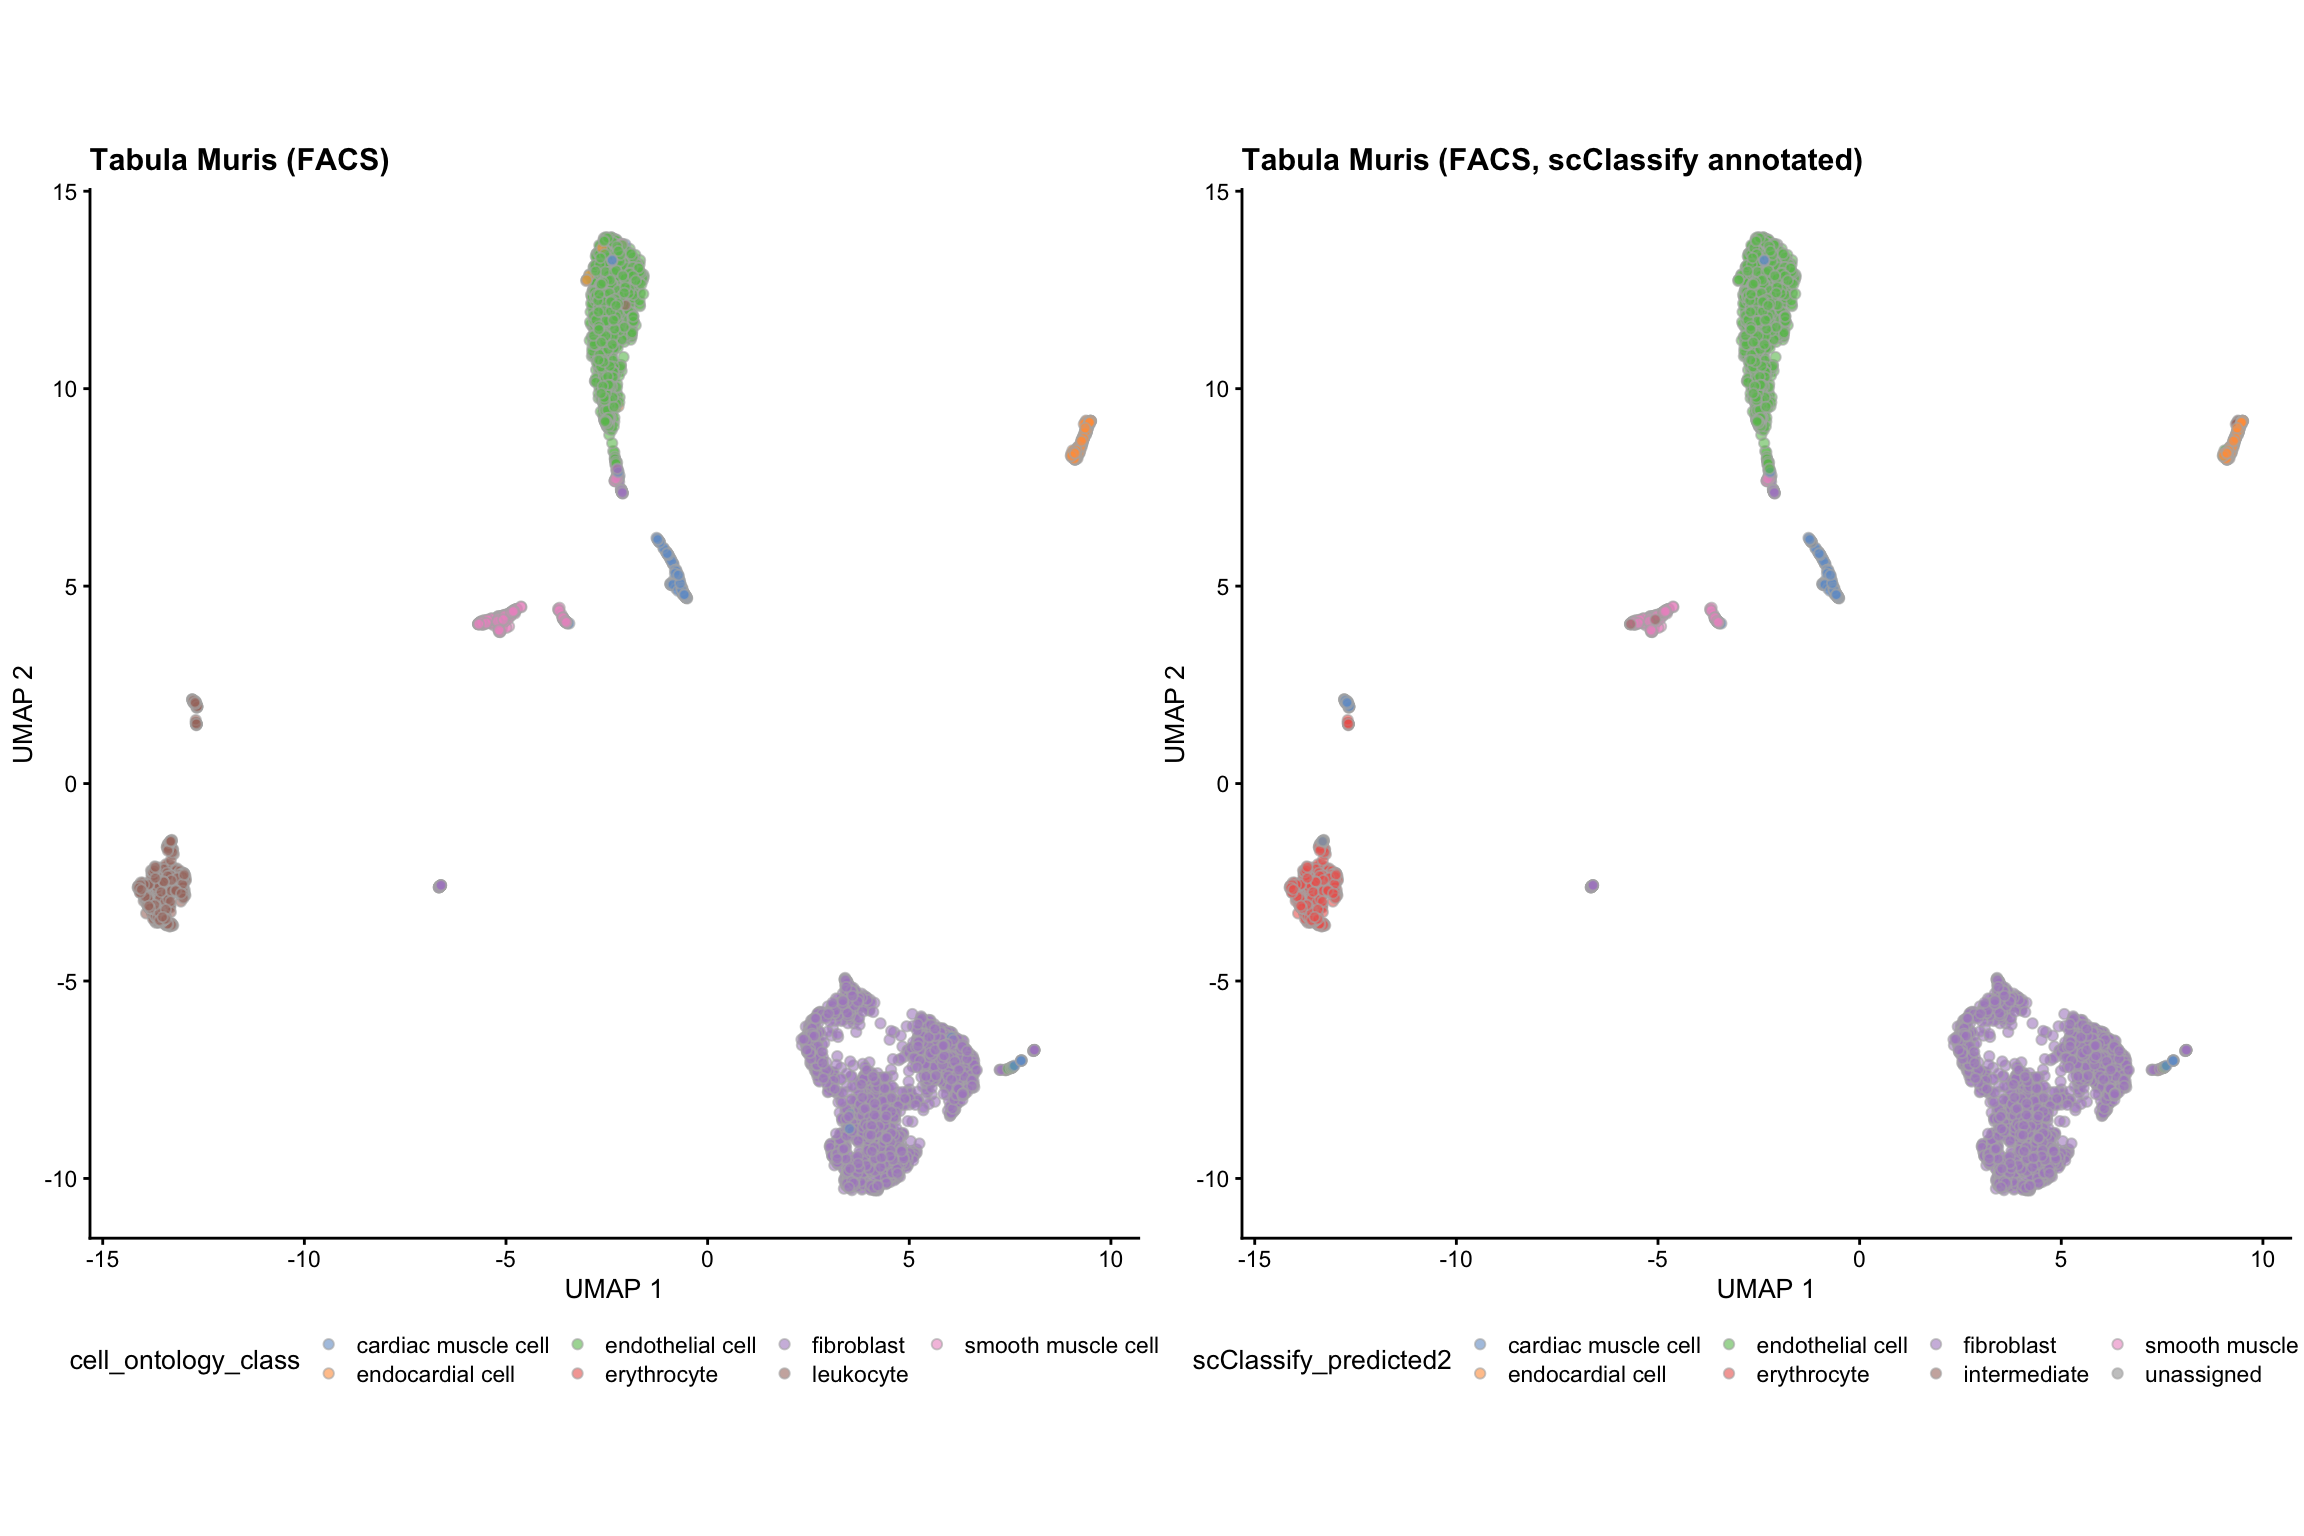 Tabula Muris (FACS)
15
10
5
0
-5
-10
UMAP 2
-15 -10 -5 0 5 10
UMAP 1
cell_ontology_class
cardiac muscle cell endothelial cell fibroblast smooth muscle cell
endocardial cell erythrocyte leukocyte
Tabula Muris (FACS, scClassify annotated)
15
10
5
0
-5
-10
UMAP 2
-15 -10 -5 0 5 10
UMAP 1
scClassify_predicted2
cardiac muscle cell endothelial cell fibroblast smooth muscle
endocardial cell erythrocyte intermediate unassigned